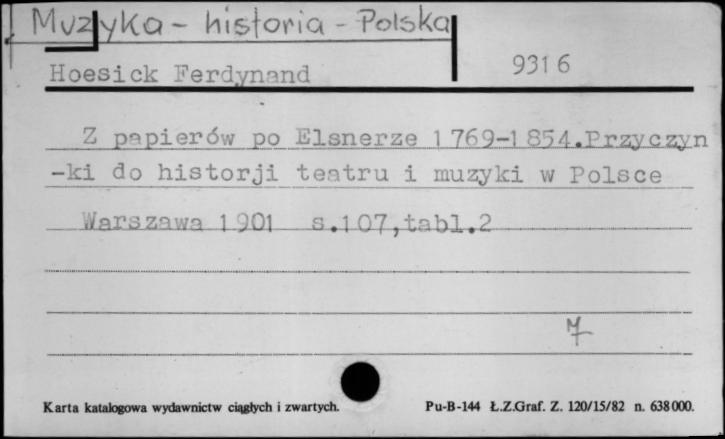 Muzyka - historia - Polska
Hoesick Ferdynand 9316
Z papierów po Elsnerze 1769-1854.Przyczyn
-ki do historji teatru i muzyki w Polsce
Warszawa 1901 s.107,tabl.2
Karta katalogowa wydawnictw ciągłych i zwartych. Pu-B-144 Ł.Z.Graf. Z. 120/15/82 n. 638000.